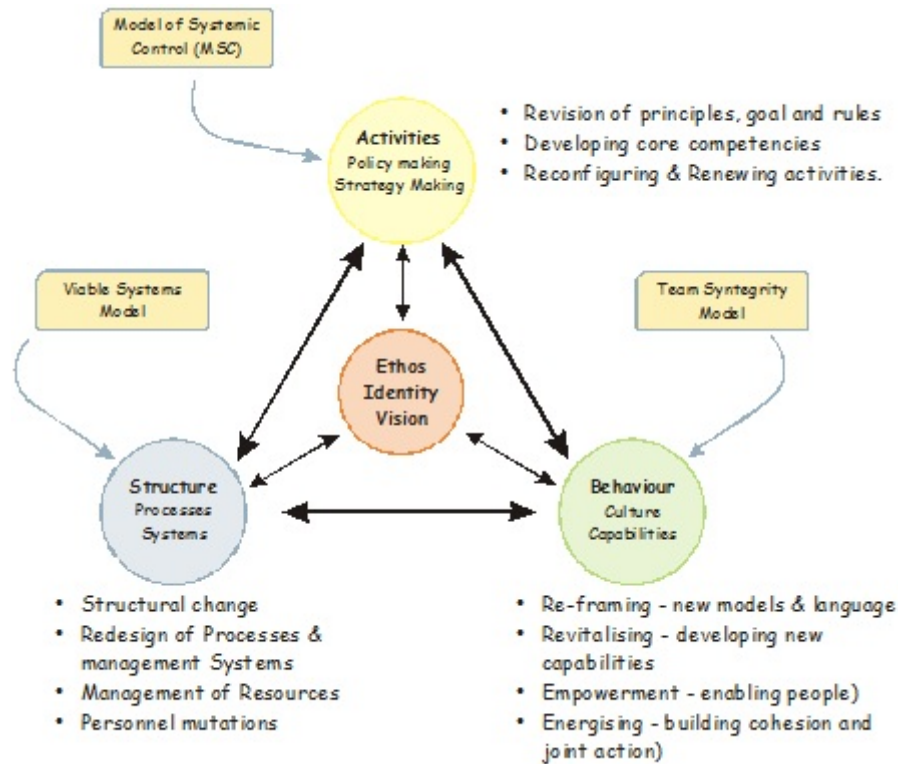 Model of Systemic
Control (MSC)
Activities
Policy making
Strategy Making
• Revision of principles, goal and rules
• Developing core competencies
• Reconfiguring & Renewing activities.
Viable Systems
Model
Team Syntegrity
Model
Ethos
Identity
Vision
Structure
Processes
Systems
Behaviour
Culture
Capabilities
• Structural change
• Redesign of Processes &
management Systems
• Management of Resources
• Personnel mutations
• Re-framing - new models & language
• Revitalising - developing new
capabilities
• Empowerment - enabling people)
• Energising - building cohesion and
joint action)